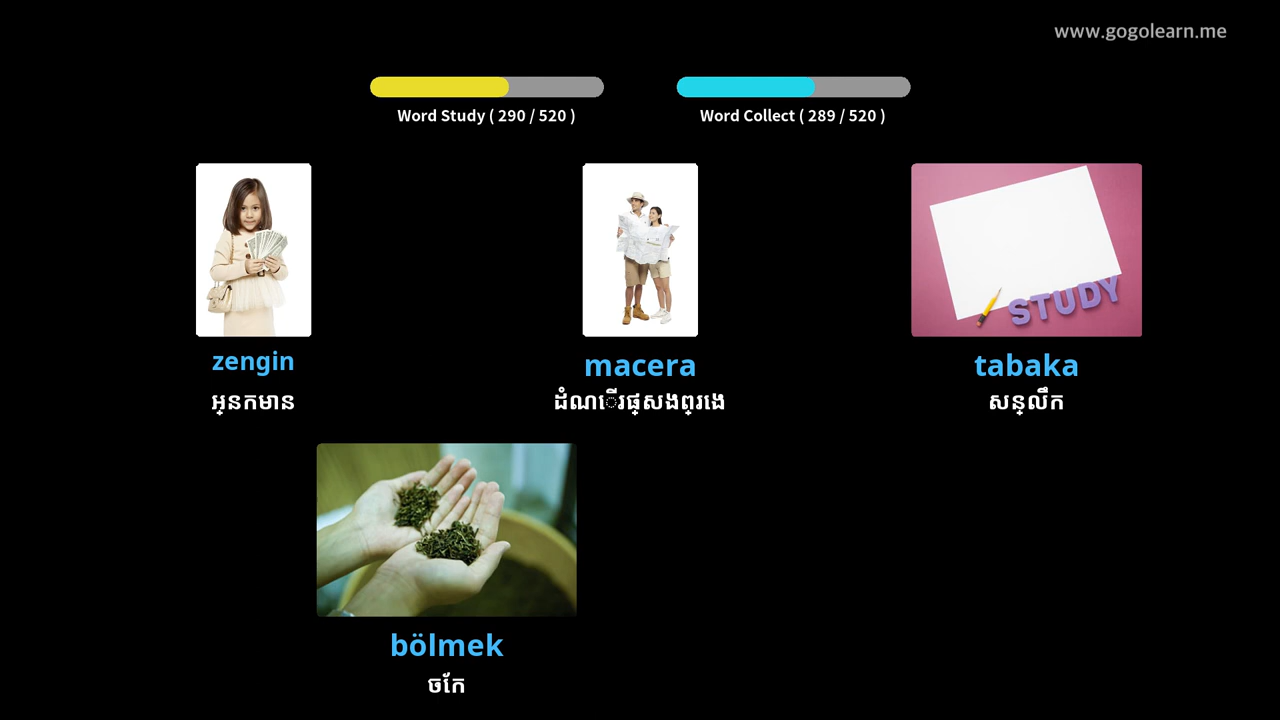 www.gogolearn.me
Word Study ( 290 / 520 )
Word Collect ( 289 / 520 )
zengin
អ្នកមាន
macera
ដំណើរផ្សងព្រេង
tabaka
សន្លឹក
STUDY
bölmek
ចែក